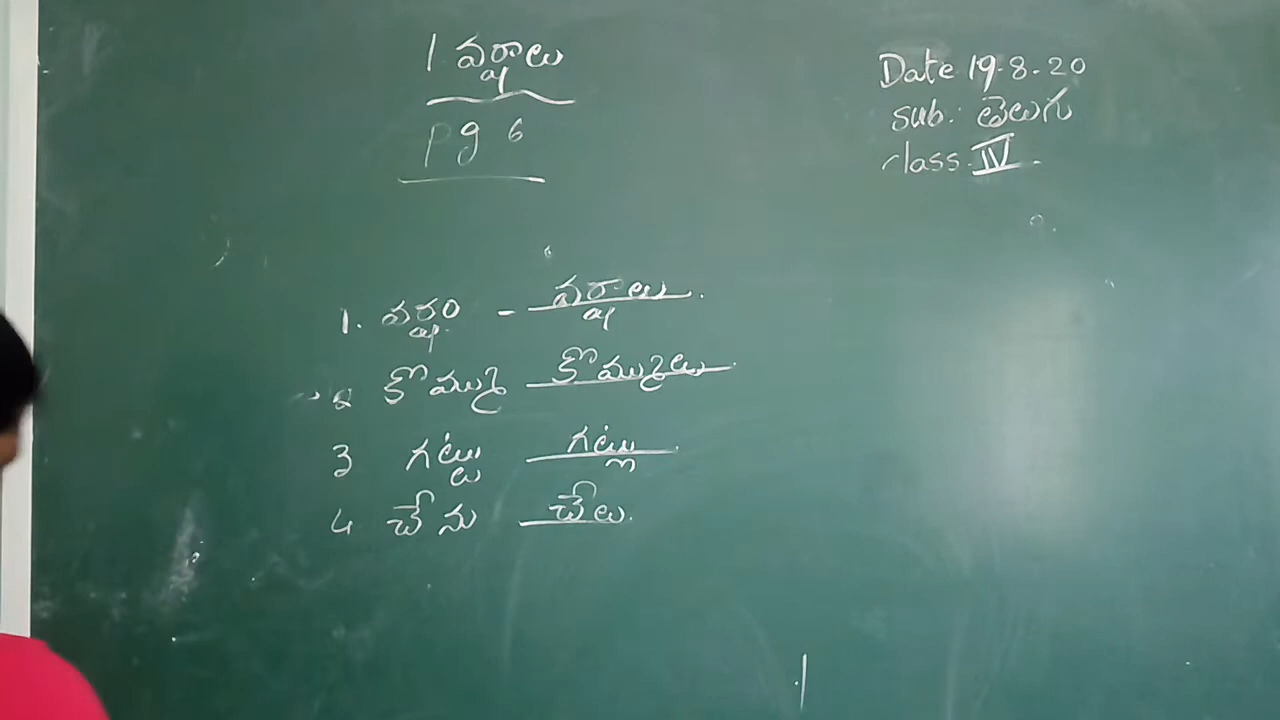 1 వర్షాలు
pg 6
Date 19-8-20
sub: తెలుగు
class. IV.
1. వర్షం - వర్షాలు.
2 కొమ్మ కొమ్మలు.
3 గట్టు గట్లు.
4 చేను చేలు.